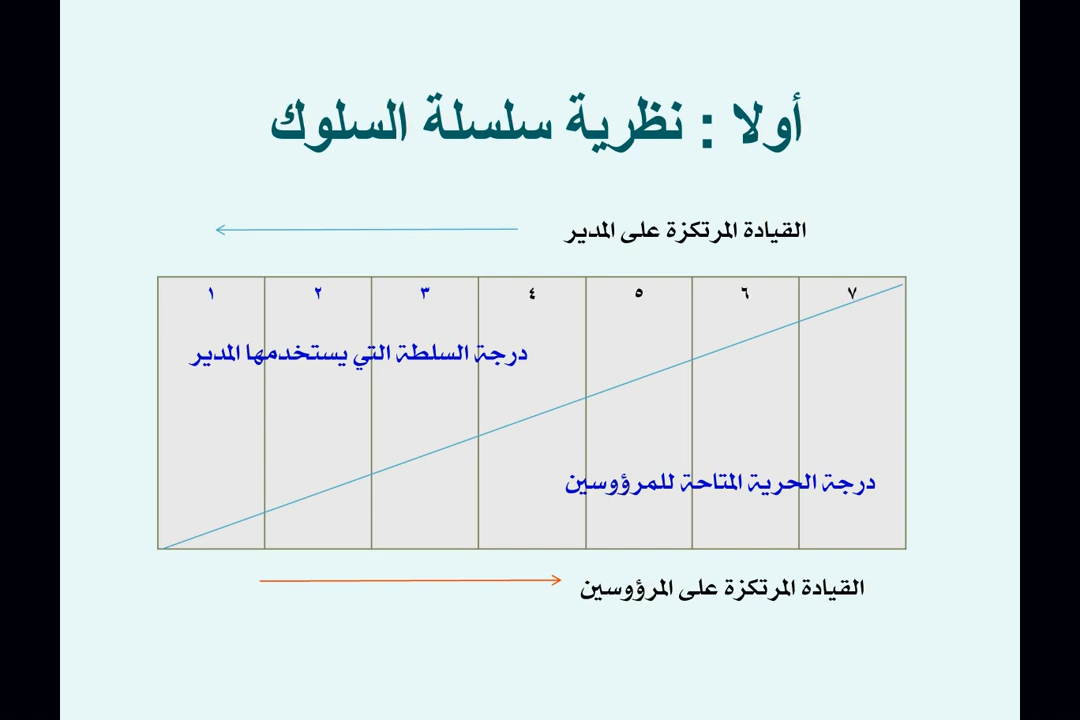 أولا : نظرية سلسلة السلوك
القيادة المرتكزة على المدير
١ ٢ ٣ ٤ ٥ ٦ ٧
درجة السلطة التي يستخدمها المدير
درجة الحرية المتاحة للمرؤوسين
القيادة المرتكزة على المرؤوسين